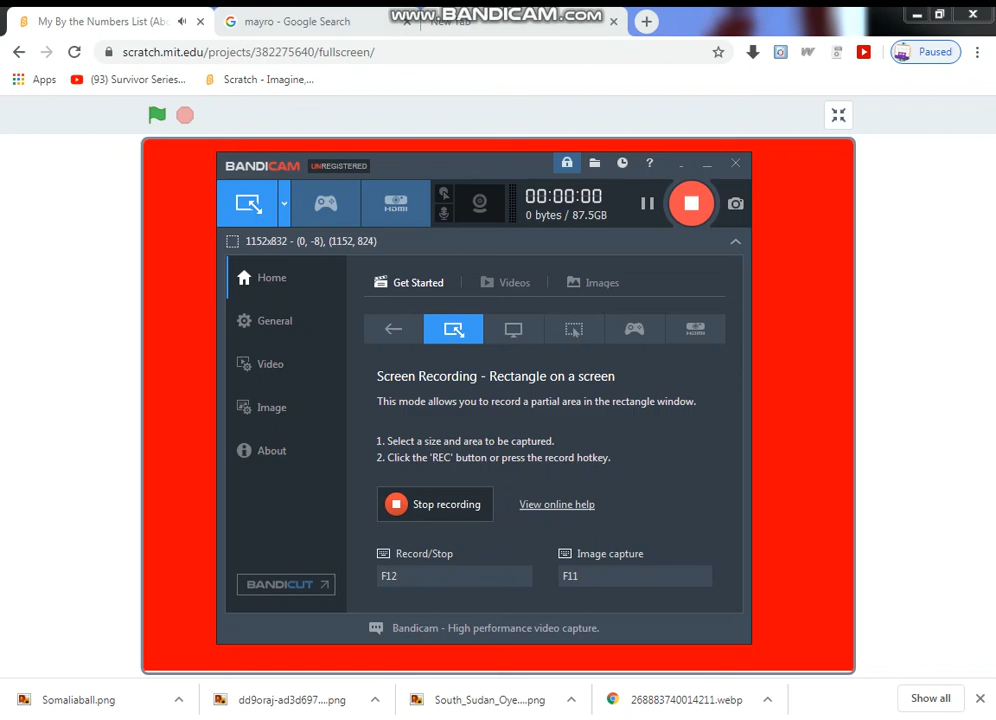 www.BANDICAM.com
My By the Numbers List (Abo
mayro - Google Search
New Tab
scratch.mit.edu/projects/382275640/fullscreen/
Paused
Apps
(93) Survivor Series...
Scratch - Imagine,...
BANDICAM UNREGISTERED
?
HDMI
00:00:00
0 bytes / 87.5GB
1152x832 - (0, -8), (1152, 824)
Home
General
Video
Image
About
Get Started
Videos
Images
HDMI
Screen Recording - Rectangle on a screen
This mode allows you to record a partial area in the rectangle window.
1. Select a size and area to be captured.
2. Click the 'REC' button or press the record hotkey.
Stop recording
View online help
Record/Stop
Image capture
F12
F11
BANDICUT
Bandicam - High performance video capture.
Somaliaball.png
dd9oraj-ad3d697....png
South_Sudan_Oye....png
268883740014211.webp
Show all